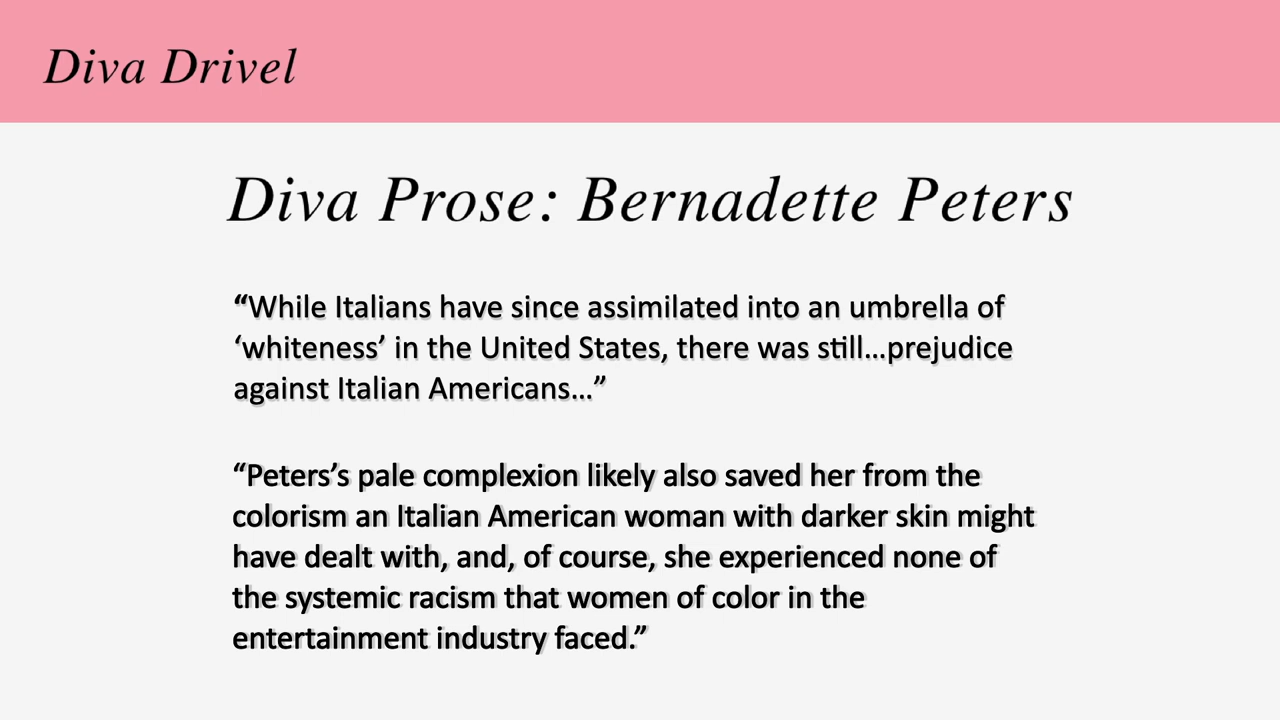 Diva Drivel
Diva Prose: Bernadette Peters
“While Italians have since assimilated into an umbrella of
‘whiteness’ in the United States, there was still...prejudice
against Italian Americans...”
“Peters’s pale complexion likely also saved her from the
colorism an Italian American woman with darker skin might
have dealt with, and, of course, she experienced none of
the systemic racism that women of color in the
entertainment industry faced.”